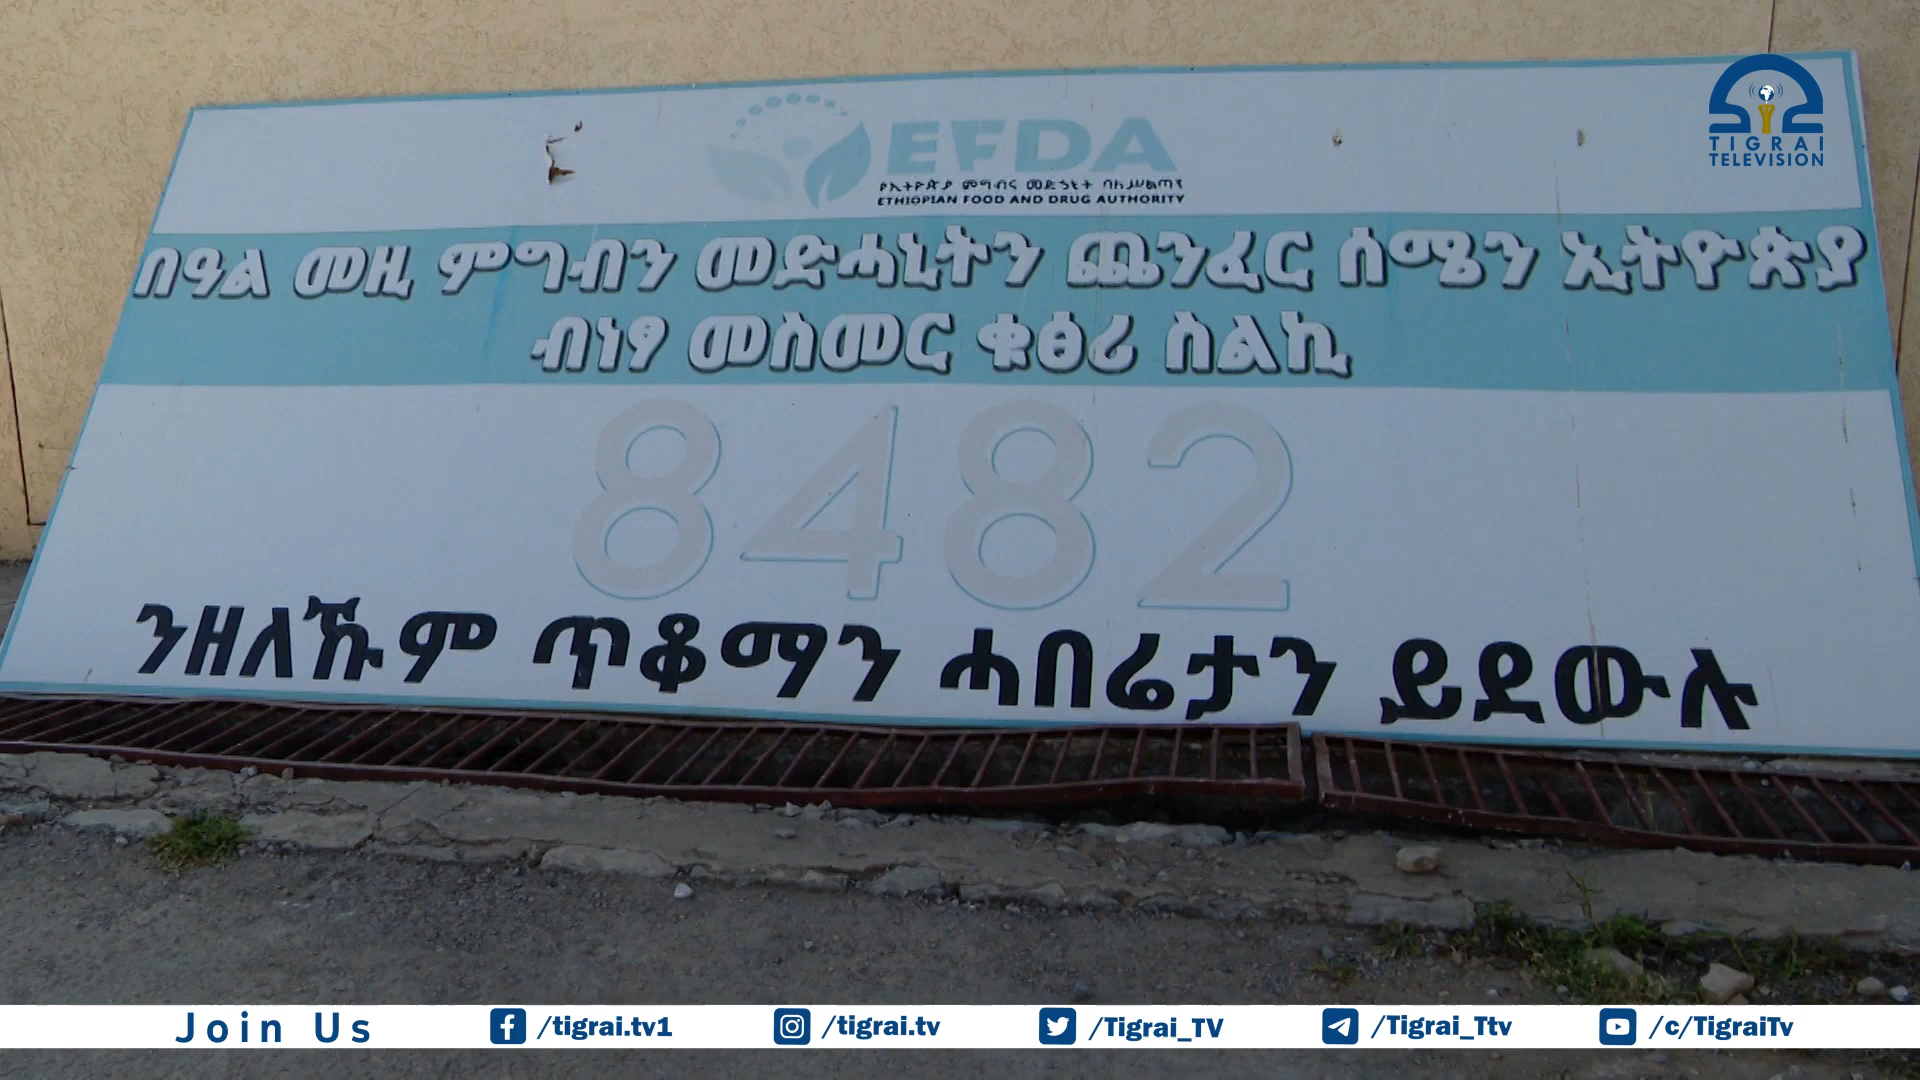 EFDA
የኢትዮጵያ ምግብና መድኃኒት ባለሥልጣን
ETHIOPIAN FOOD AND DRUG AUTHORITY
TIGRAI
TELEVISION
በዓል መዚ ምግብን መድሓኒትን ጨንፈር ሰሜን ኢትዮጵያ
ብነፃ መስመር ቁፅሪ ስልኪ
8482
ንዘለኹም ጥቆማን ሓበሬታን ይደውሉ
Join Us /tigrai.tv1 /tigrai.tv /Tigrai_TV /Tigrai_Ttv /c/TigraiTv